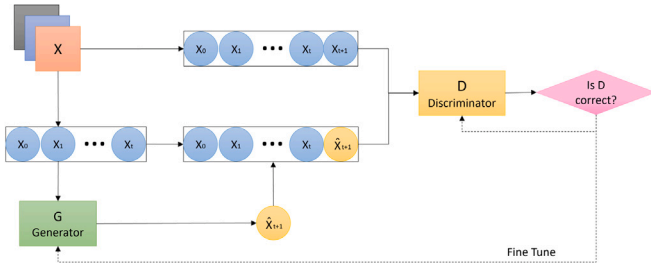 X
X₀ X₁ ••• Xₜ Xₜ₊₁
D
Discriminator
Is D
correct?
X₀ X₁ ••• Xₜ
X₀ X₁ ••• Xₜ X̂ₜ₊₁
G
Generator
X̂ₜ₊₁
Fine Tune